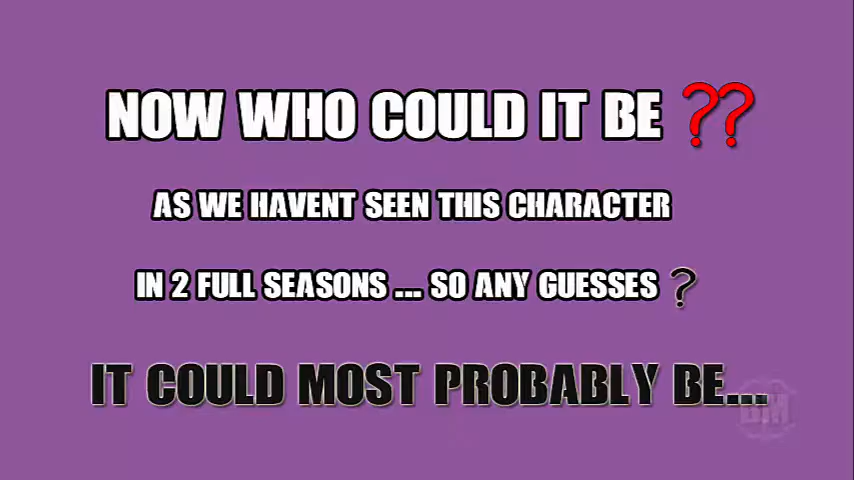 NOW WHO COULD IT BE ??
AS WE HAVENT SEEN THIS CHARACTER
IN 2 FULL SEASONS ... SO ANY GUESSES ?
IT COULD MOST PROBABLY BE...
BM